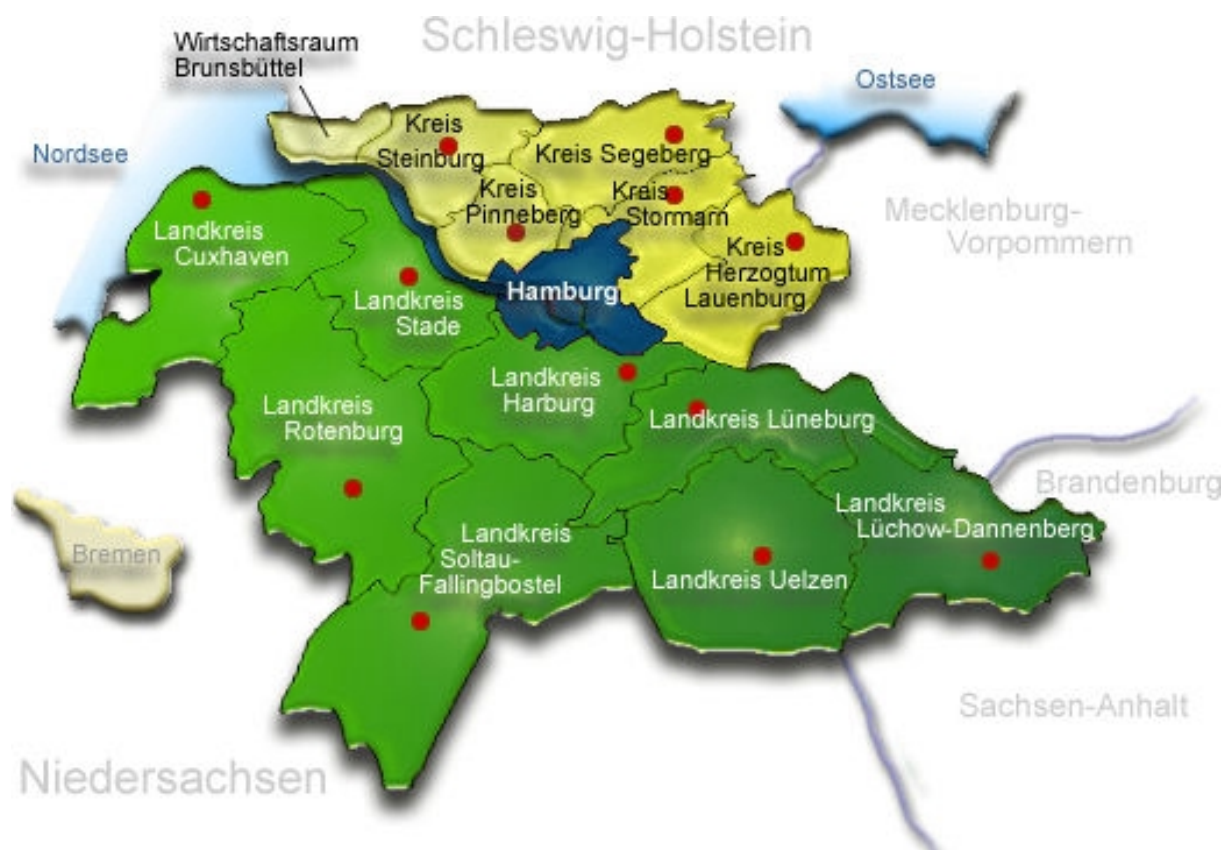 Schleswig-Holstein
Wirtschaftsraum
Brunsbüttel
Ostsee
Nordsee
Kreis
Steinburg
Kreis Segeberg
Kreis
Pinneberg
Kreis
Stormarn
Mecklenburg-
Vorpommern
Landkreis
Cuxhaven
Kreis
Herzogtum
Lauenburg
Hamburg
Landkreis
Stade
Landkreis
Harburg
Landkreis
Rotenburg
Landkreis Lüneburg
Brandenburg
Landkreis
Lüchow-Dannenberg
Bremen
Landkreis
Soltau-
Fallingbostel
Landkreis Uelzen
Sachsen-Anhalt
Niedersachsen